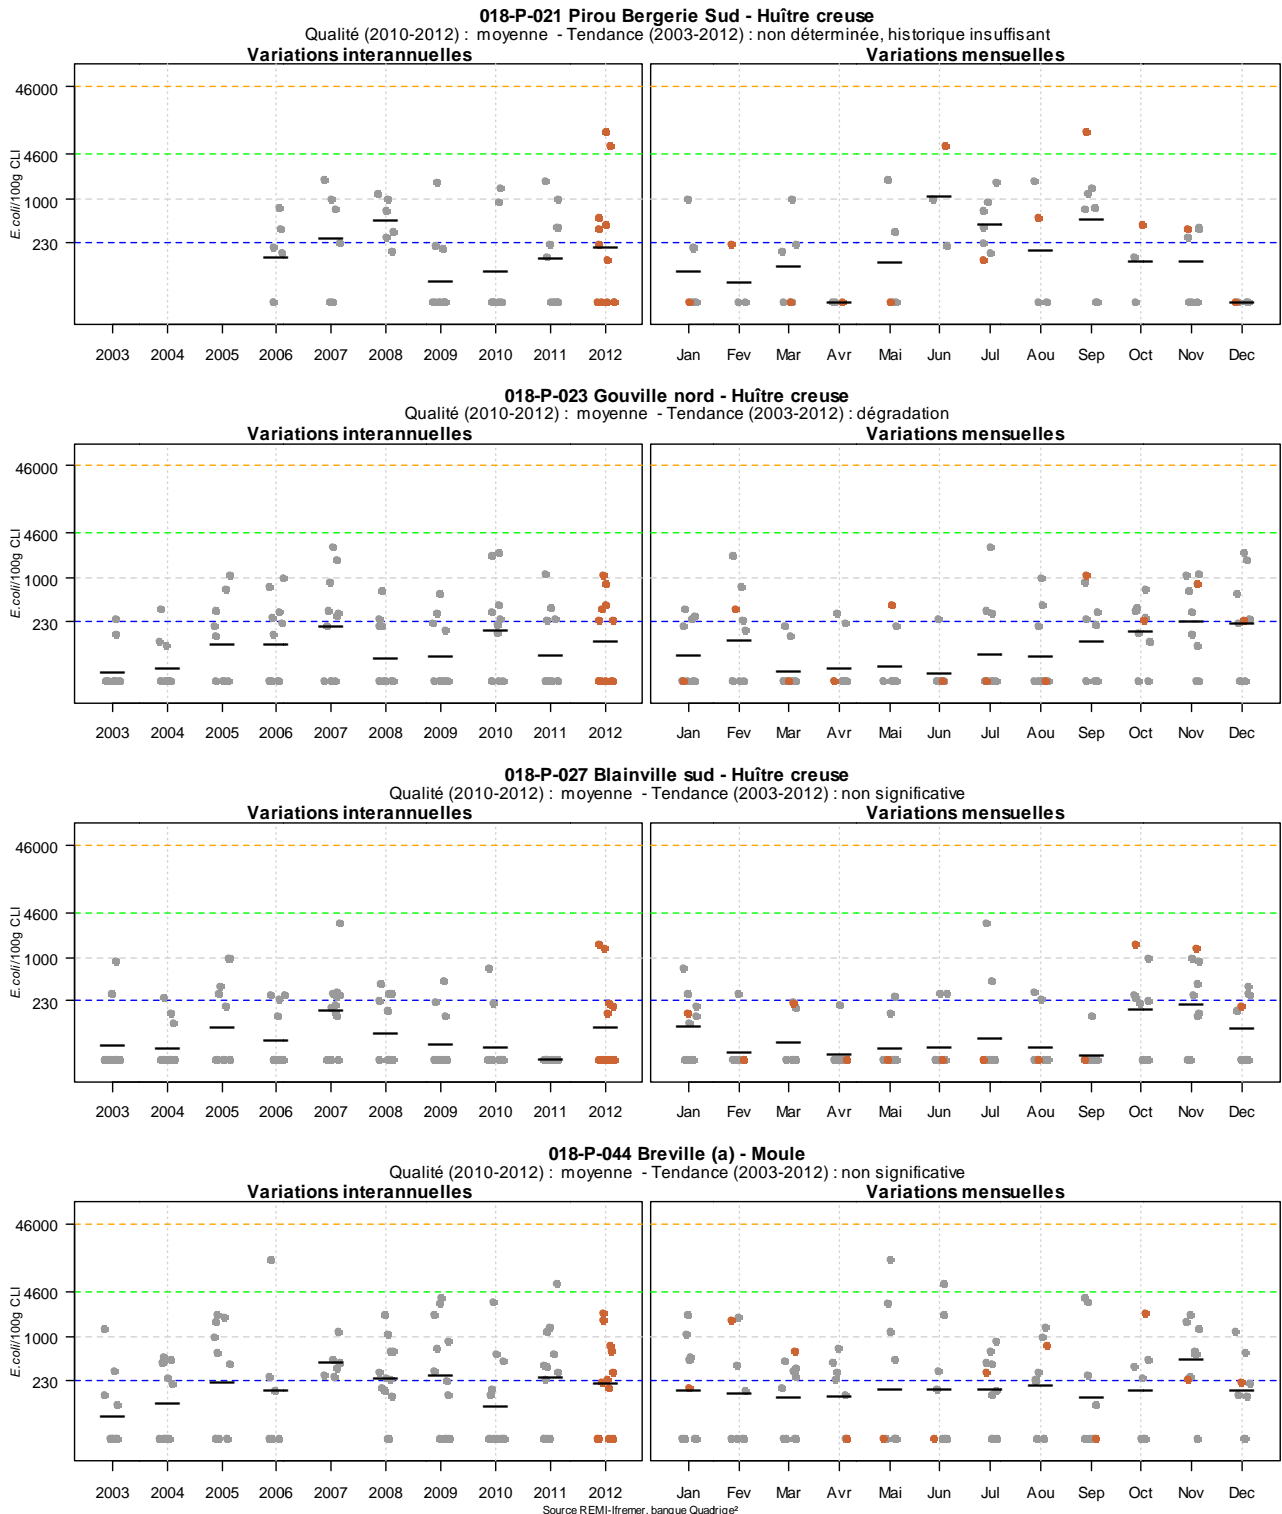 018-P-021 Pirou Bergerie Sud - Huître creuse
Qualité (2010-2012) : moyenne - Tendance (2003-2012) : non déterminée, historique insuffisant
Variations interannuelles
Variations mensuelles
46000
4600
1000
230
E.coli/100g CLI
2003 2004 2005 2006 2007 2008 2009 2010 2011 2012
Jan Fev Mar Avr Mai Jun Jul Aou Sep Oct Nov Dec
018-P-023 Gouville nord - Huître creuse
Qualité (2010-2012) : moyenne - Tendance (2003-2012) : dégradation
Variations interannuelles
Variations mensuelles
46000
4600
1000
230
E.coli/100g CLI
2003 2004 2005 2006 2007 2008 2009 2010 2011 2012
Jan Fev Mar Avr Mai Jun Jul Aou Sep Oct Nov Dec
018-P-027 Blainville sud - Huître creuse
Qualité (2010-2012) : moyenne - Tendance (2003-2012) : non significative
Variations interannuelles
Variations mensuelles
46000
4600
1000
230
E.coli/100g CLI
2003 2004 2005 2006 2007 2008 2009 2010 2011 2012
Jan Fev Mar Avr Mai Jun Jul Aou Sep Oct Nov Dec
018-P-044 Breville (a) - Moule
Qualité (2010-2012) : moyenne - Tendance (2003-2012) : non significative
Variations interannuelles
Variations mensuelles
46000
4600
1000
230
E.coli/100g CLI
2003 2004 2005 2006 2007 2008 2009 2010 2011 2012
Jan Fev Mar Avr Mai Jun Jul Aou Sep Oct Nov Dec
Source REMI-Ifremer, banque Quadrige²